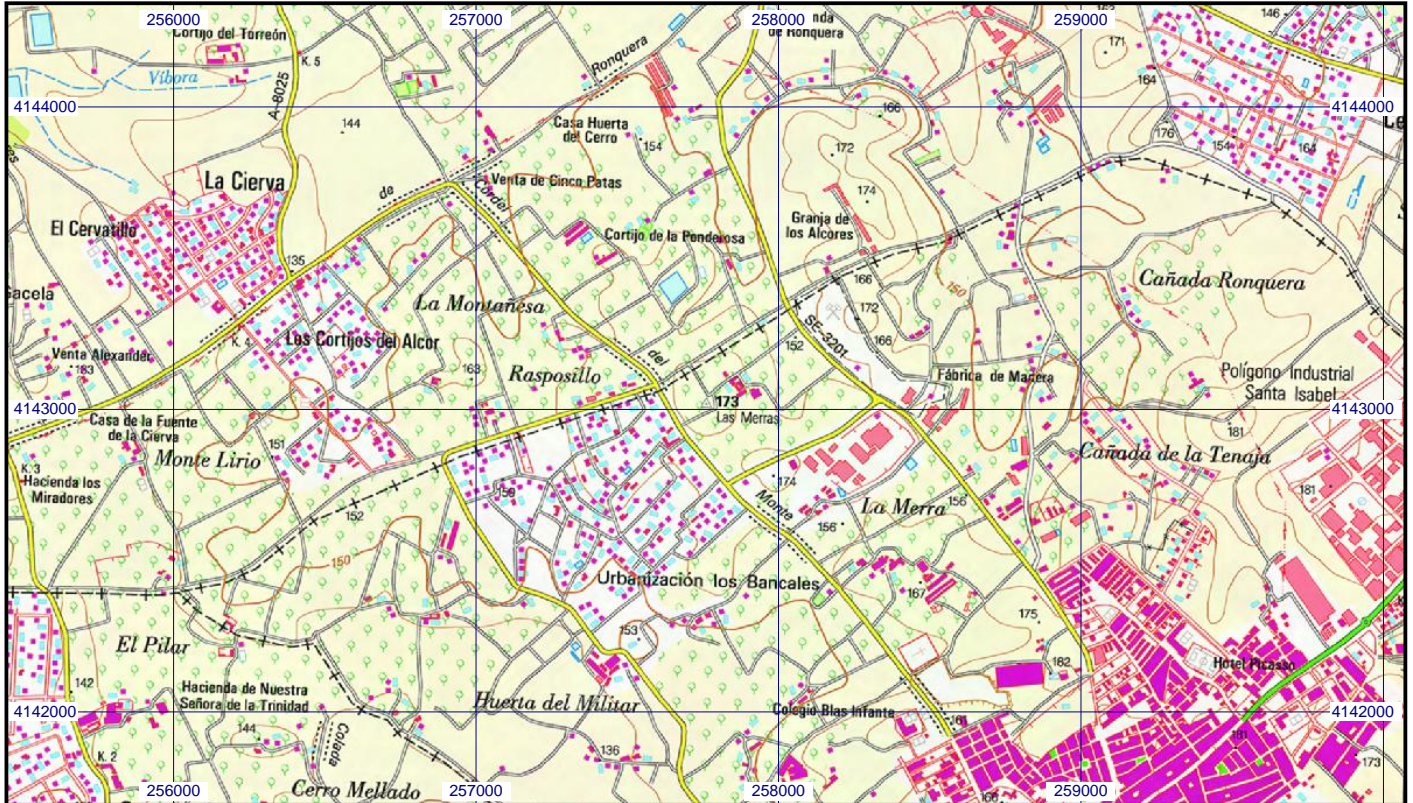 256000
257000
258000
259000
146
Cortijo del Torreón
de Ronquera
171
K. 5
Ronquera
Víbora
164
A-8025
4144000
4144000
144
166
176
Casa Huerta
del Cerro
154
154
164
172
La Cierva
de
Venta de Cinco Patas
Cordel
174
El Cervatillo
Granja de
los Alcores
Cortijo de la Ponderosa
135
166
Cañada Ronquera
150
La Montañesa
172
SE-3201
K. 4
Los Cortijos del Alcor
152
166
Venta Alexander
183
del
Rasposillo
163
Fábrica de Madera
Polígono Industrial
Santa Isabel
173
Las Merras
4143000
4143000
Casa de la Fuente
de la Cierva
151
181
Monte Lirio
Cañada de la Tenaja
K. 3
Hacienda los
Miradores
159
174
181
Monte
La Merra
156
152
156
150
Urbanización los Bancales
167
175
153
El Pilar
162
Hotel Picasso
142
Hacienda de Nuestra
Señora de la Trinidad
Huerta del Militar
Colegio Blas Infante
4142000
4142000
161
144
Colada
136
181
K. 2
173
Cerro Mellado
256000
257000
258000
259000